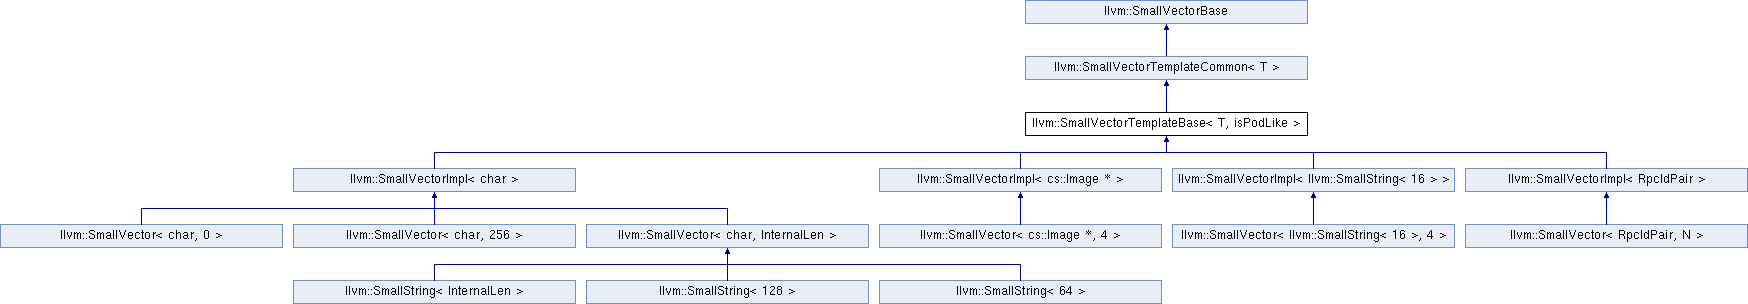 llvm::SmallVectorBase
llvm::SmallVectorTemplateCommon< T >
llvm::SmallVectorTemplateBase< T, isPodLike >
llvm::SmallVectorImpl< char >
llvm::SmallVectorImpl< cs::Image * >
llvm::SmallVectorImpl< llvm::SmallString< 16 > >
llvm::SmallVectorImpl< RpcIdPair >
llvm::SmallVector< char, 0 >
llvm::SmallVector< char, 256 >
llvm::SmallVector< char, InternalLen >
llvm::SmallVector< cs::Image *, 4 >
llvm::SmallVector< llvm::SmallString< 16 >, 4 >
llvm::SmallVector< RpcIdPair, N >
llvm::SmallString< InternalLen >
llvm::SmallString< 128 >
llvm::SmallString< 64 >